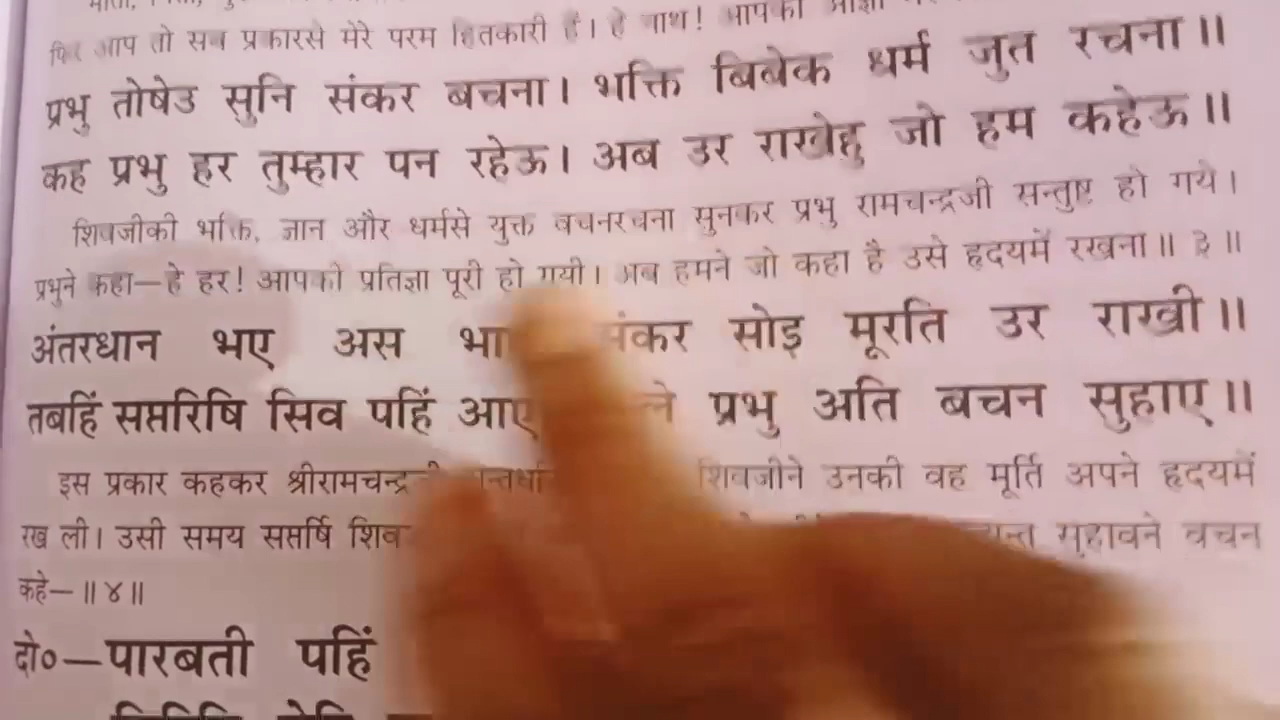 फिर आप तो सब प्रकारसे मेरे परम हितकारी हैं। हे नाथ! आपकी आज्ञा
प्रभु तोषेउ सुनि संकर बचना। भक्ति बिबेक धर्म जुत रचना॥
कह प्रभु हर तुम्हार पन रहेऊ। अब उर राखेहु जो हम कहेऊ॥
शिवजीकी भक्ति, ज्ञान और धर्मसे युक्त वचनरचना सुनकर प्रभु रामचन्द्रजी सन्तुष्ट हो गये।
प्रभुने कहा—हे हर! आपकी प्रतिज्ञा पूरी हो गयी। अब हमने जो कहा है उसे हृदयमें रखना॥ ३॥
अंतरधान भए अस संकर सोइ मूरति उर राखी॥
तबहिं सप्तरिषि सिव पहिं आए प्रभु अति बचन सुहाए॥
इस प्रकार कहकर शिवजीने उनकी वह मूर्ति अपने हृदयमें
रख ली। उसी समय सप्तर्षि सुहावने वचन
कहे—॥ ४॥
दो०—पारबती पहिं